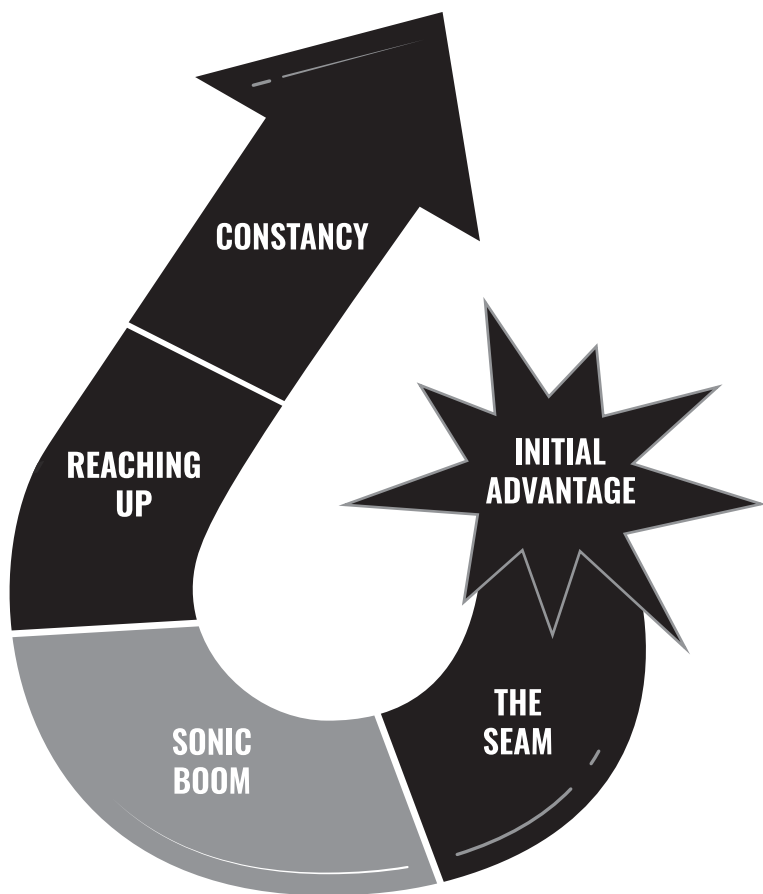 CONSTANCY
REACHING
UP
INITIAL
ADVANTAGE
SONIC
BOOM
THE
SEAM